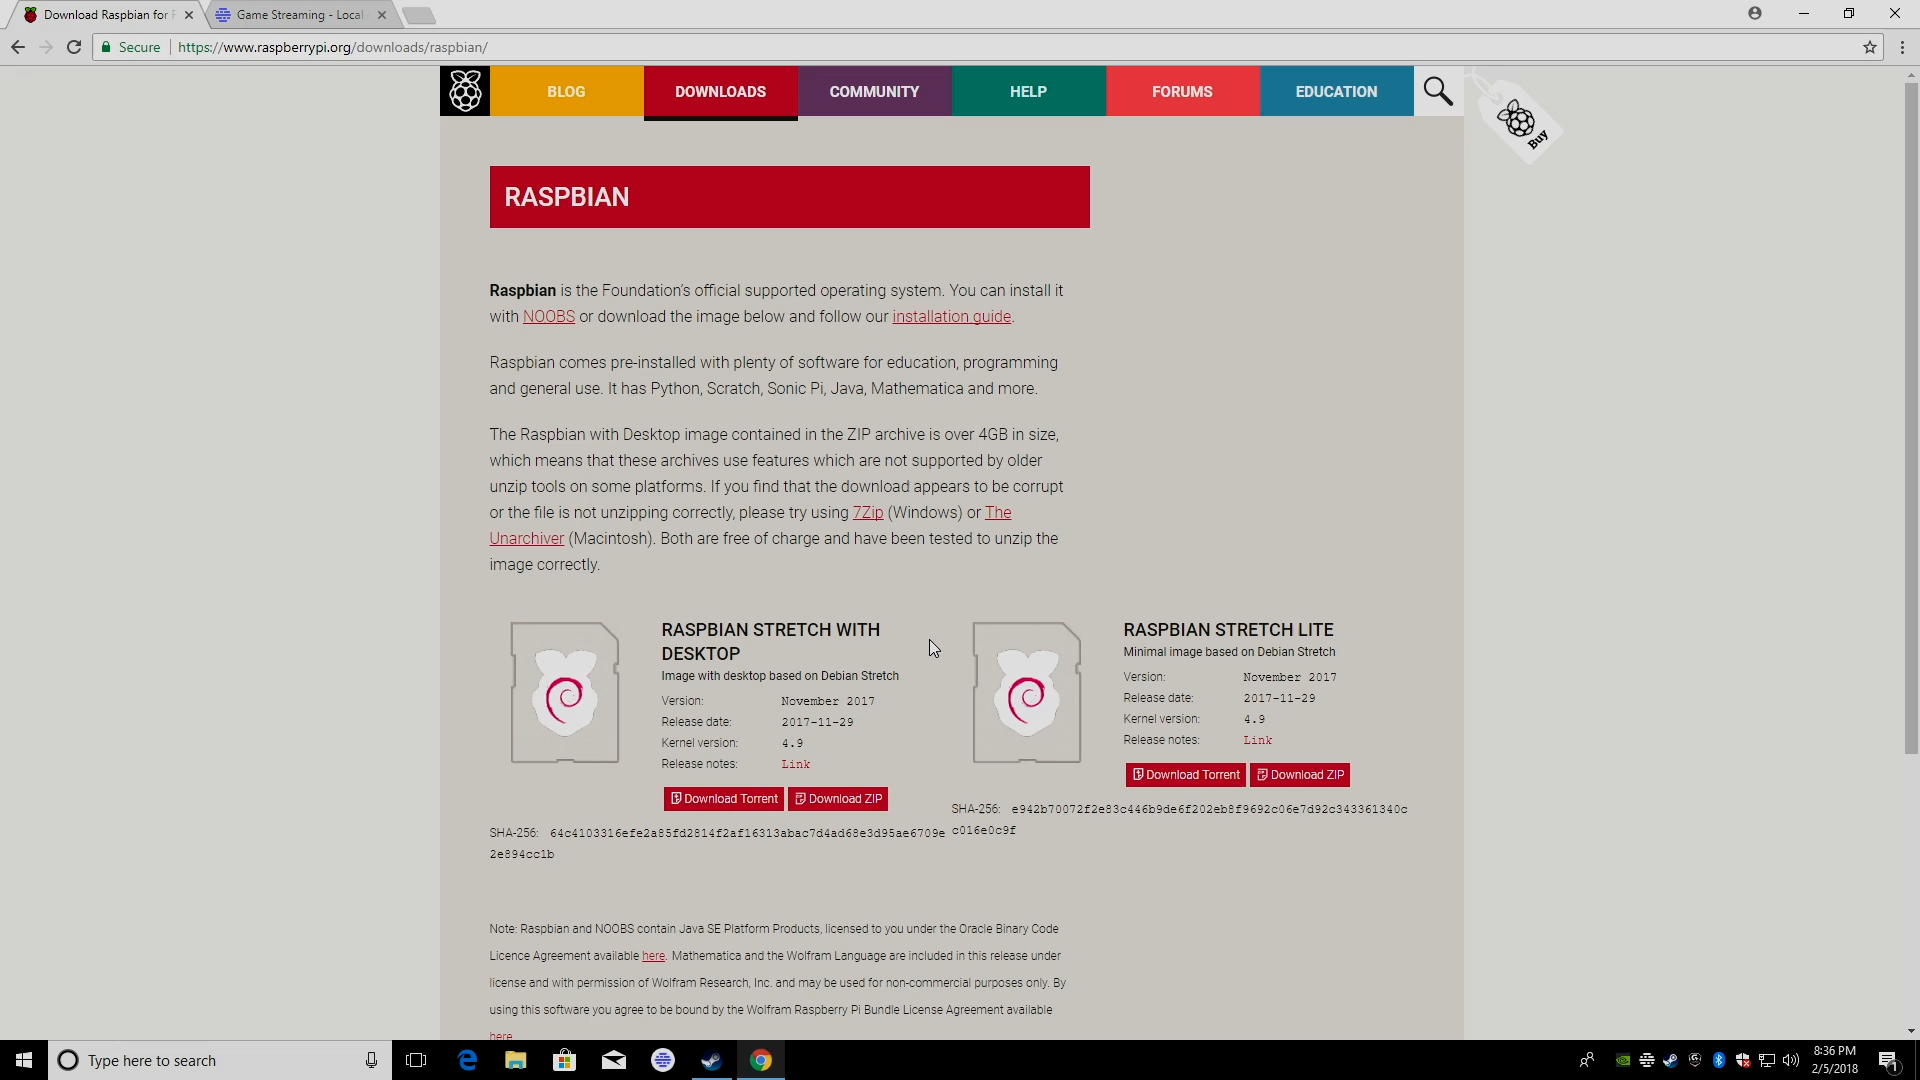 Download Raspbian for
Game Streaming - Local
Secure
https://www.raspberrypi.org/downloads/raspbian/
BLOG
DOWNLOADS
COMMUNITY
HELP
FORUMS
EDUCATION
Buy
RASPBIAN
Raspbian is the Foundation's official supported operating system. You can install it
with NOOBS or download the image below and follow our installation guide.
Raspbian comes pre-installed with plenty of software for education, programming
and general use. It has Python, Scratch, Sonic Pi, Java, Mathematica and more.
The Raspbian with Desktop image contained in the ZIP archive is over 4GB in size,
which means that these archives use features which are not supported by older
unzip tools on some platforms. If you find that the download appears to be corrupt
or the file is not unzipping correctly, please try using 7Zip (Windows) or The
Unarchiver (Macintosh). Both are free of charge and have been tested to unzip the
image correctly.
RASPBIAN STRETCH WITH
DESKTOP
Image with desktop based on Debian Stretch
Version: November 2017
Release date: 2017-11-29
Kernel version: 4.9
Release notes: Link
Download Torrent
Download ZIP
SHA-256: 64c4103316efe2a85fd2814f2af16313abac7d4ad68e3d95ae6709e
2e894cc1b
RASPBIAN STRETCH LITE
Minimal image based on Debian Stretch
Version: November 2017
Release date: 2017-11-29
Kernel version: 4.9
Release notes: Link
Download Torrent
Download ZIP
SHA-256: e942b70072f2e83c446b9de6f202eb8f9692c06e7d92c343361340c
c016e0c9f
Note: Raspbian and NOOBS contain Java SE Platform Products, licensed to you under the Oracle Binary Code
Licence Agreement available here. Mathematica and the Wolfram Language are included in this release under
license and with permission of Wolfram Research, Inc. and may be used for non-commercial purposes only. By
using this software you agree to be bound by the Wolfram Raspberry Pi Bundle License Agreement available
here
Type here to search
8:36 PM
2/5/2018
1